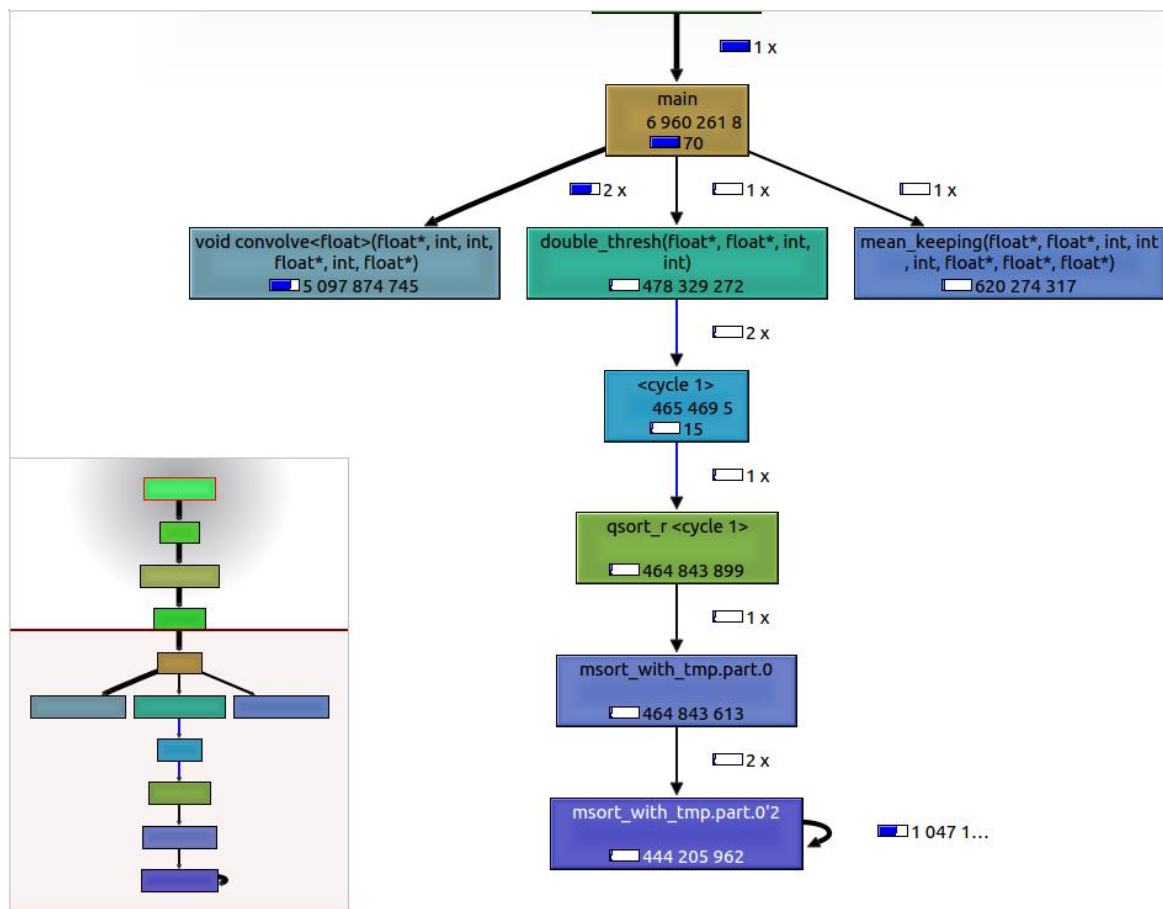 1 x
main
6 960 261 8
70
2 x
1 x
1 x
void convolve<float>(float*, int, int,
float*, int, float*)
5 097 874 745
double_thresh(float*, float*, int,
int)
478 329 272
mean_keeping(float*, float*, int, int
, int, float*, float*, float*)
620 274 317
2 x
<cycle 1>
465 469 5
15
1 x
qsort_r <cycle 1>
464 843 899
1 x
msort_with_tmp.part.0
464 843 613
2 x
msort_with_tmp.part.0'2
444 205 962
1 047 1...